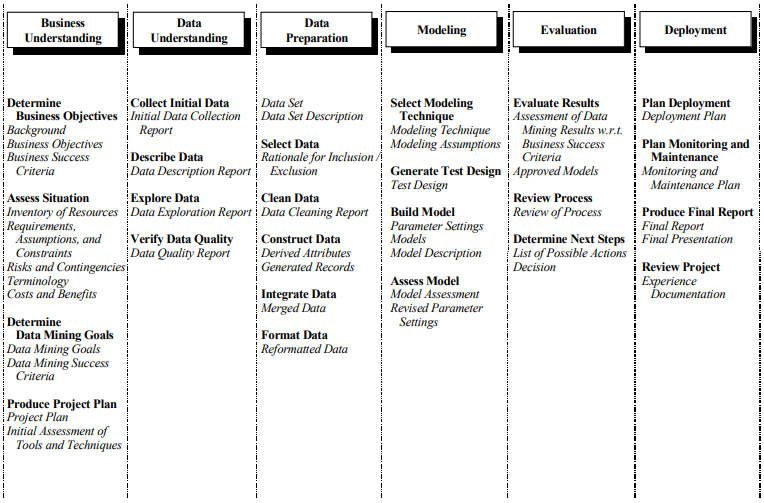 Business
Understanding
Data
Understanding
Data
Preparation
Modeling
Evaluation
Deployment
Determine
Business Objectives
Background
Business Objectives
Business Success
Criteria
Assess Situation
Inventory of Resources
Requirements,
Assumptions, and
Constraints
Risks and Contingencies
Terminology
Costs and Benefits
Determine
Data Mining Goals
Data Mining Goals
Data Mining Success
Criteria
Produce Project Plan
Project Plan
Initial Assessment of
Tools and Techniques
Collect Initial Data
Initial Data Collection
Report
Describe Data
Data Description Report
Explore Data
Data Exploration Report
Verify Data Quality
Data Quality Report
Data Set
Data Set Description
Select Data
Rationale for Inclusion /
Exclusion
Clean Data
Data Cleaning Report
Construct Data
Derived Attributes
Generated Records
Integrate Data
Merged Data
Format Data
Reformatted Data
Select Modeling
Technique
Modeling Technique
Modeling Assumptions
Generate Test Design
Test Design
Build Model
Parameter Settings
Models
Model Description
Assess Model
Model Assessment
Revised Parameter
Settings
Evaluate Results
Assessment of Data
Mining Results w.r.t.
Business Success
Criteria
Approved Models
Review Process
Review of Process
Determine Next Steps
List of Possible Actions
Decision
Plan Deployment
Deployment Plan
Plan Monitoring and
Maintenance
Monitoring and
Maintenance Plan
Produce Final Report
Final Report
Final Presentation
Review Project
Experience
Documentation